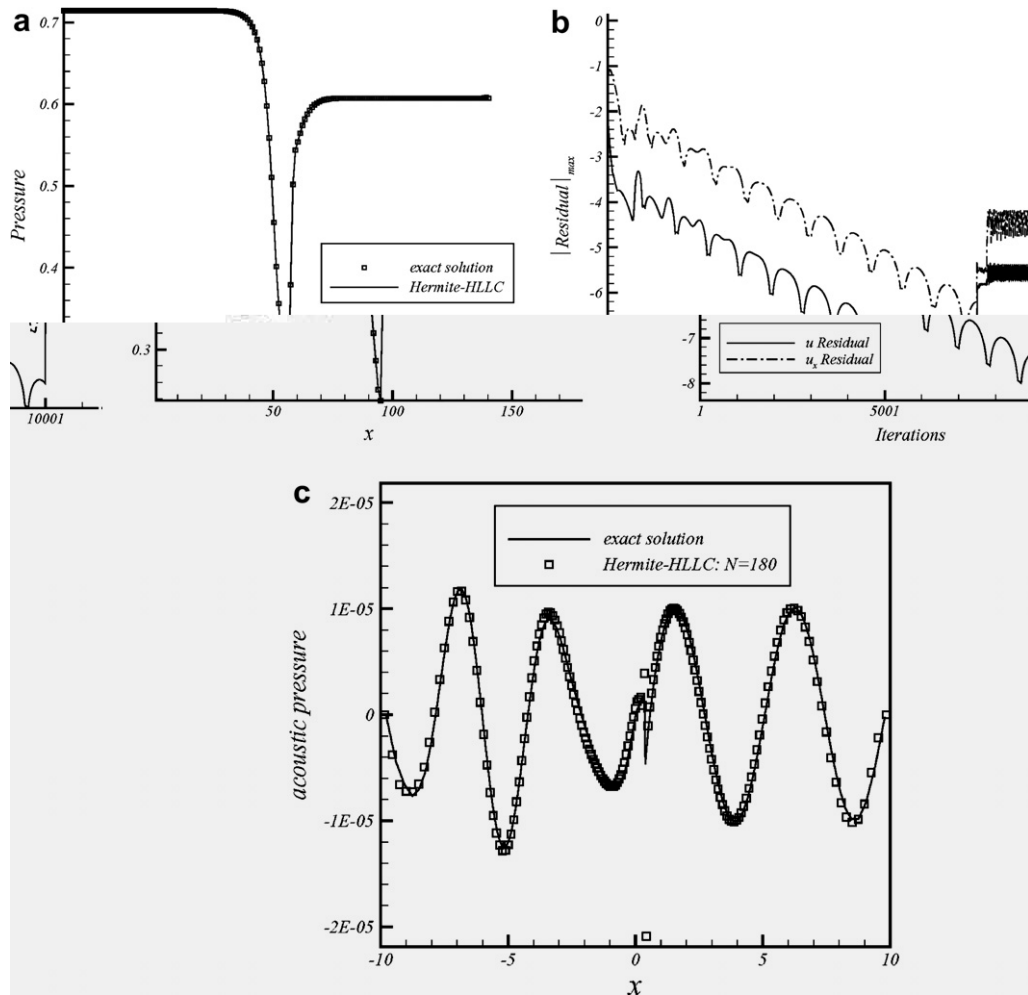 a
0.7
0.6
0.5
0.4
Pressure
exact solution
Hermite-HLLC
b
0
-1
-2
-3
-4
-5
-6
|Residual|max
0.3
10001
50
100
150
x
-7
-8
u Residual
ux Residual
1
5001
Iterations
c
2E-05
1E-05
0
-1E-05
-2E-05
acoustic pressure
exact solution
Hermite-HLLC: N=180
-10
-5
0
5
10
x